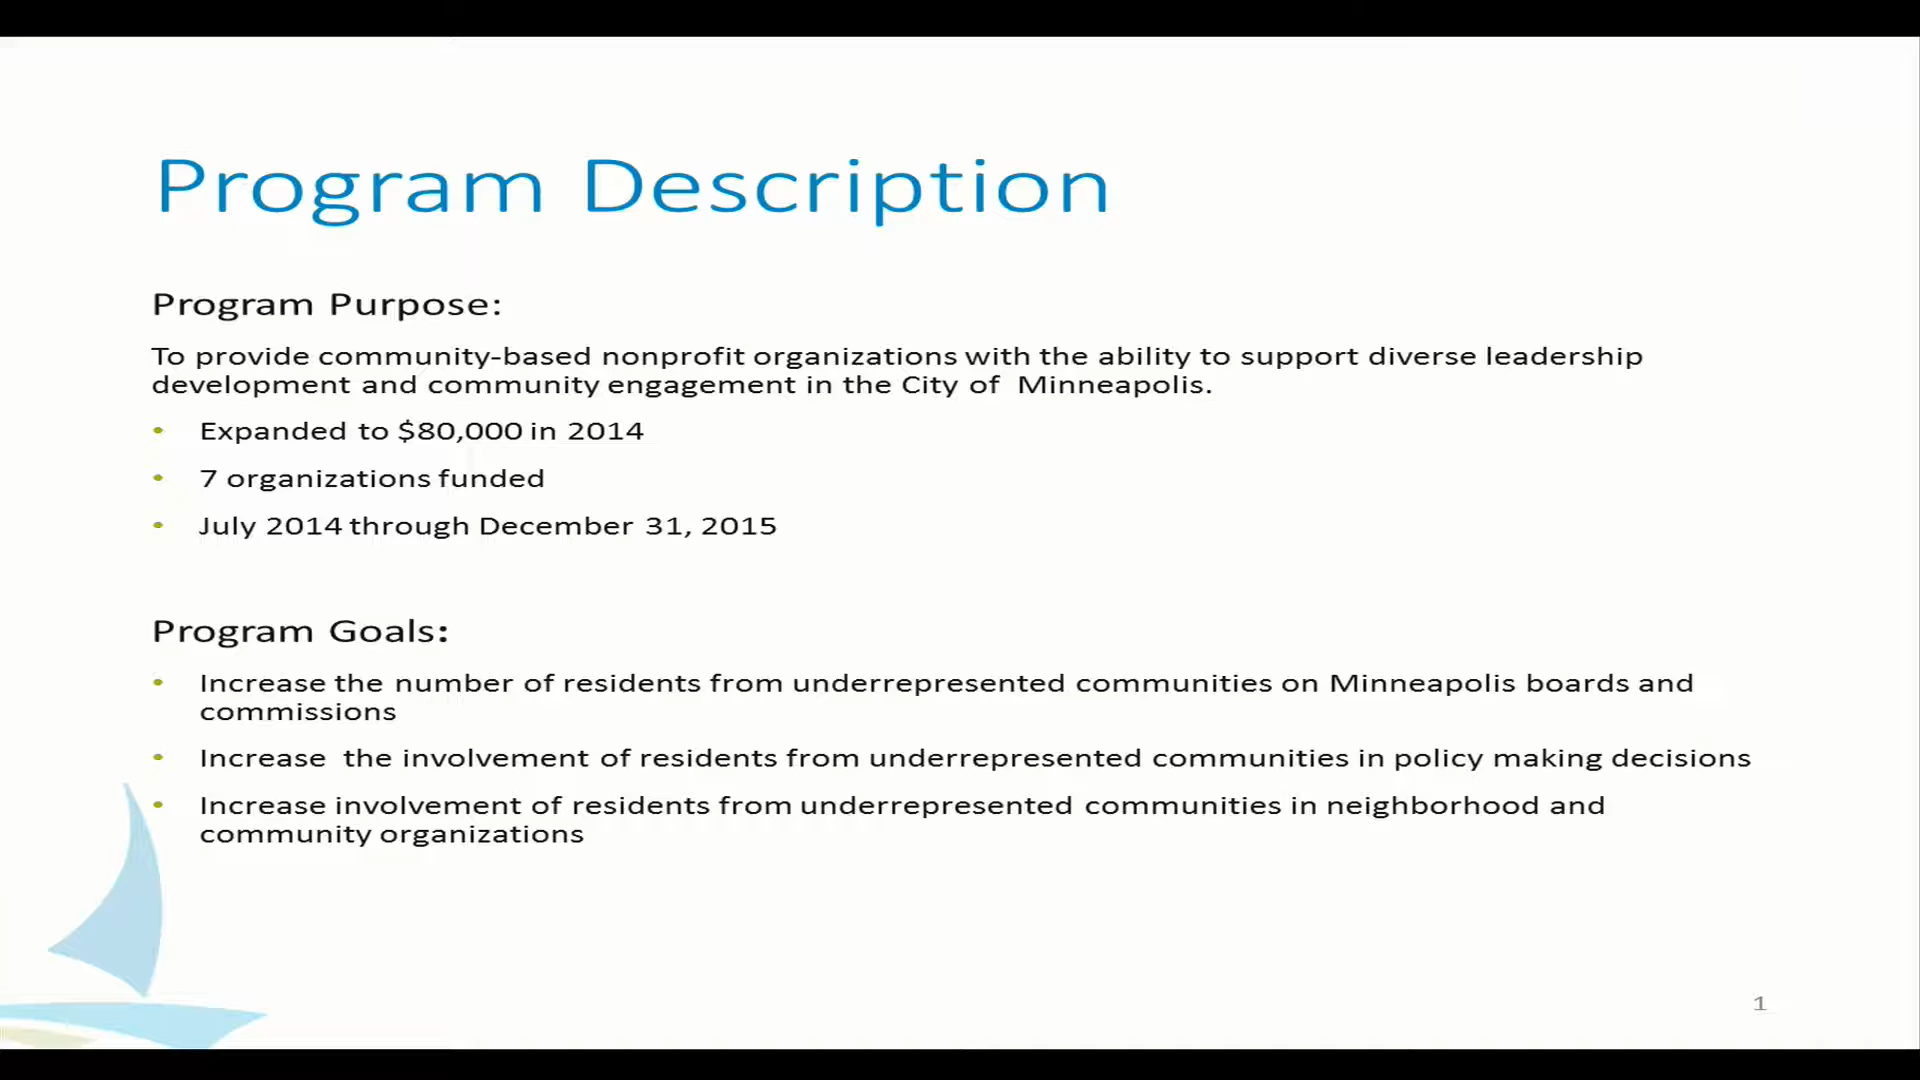 Program Description
Program Purpose:
To provide community-based nonprofit organizations with the ability to support diverse leadership
development and community engagement in the City of Minneapolis.
• Expanded to $80,000 in 2014
• 7 organizations funded
• July 2014 through December 31, 2015
Program Goals:
• Increase the number of residents from underrepresented communities on Minneapolis boards and
commissions
• Increase the involvement of residents from underrepresented communities in policy making decisions
• Increase involvement of residents from underrepresented communities in neighborhood and
community organizations
1